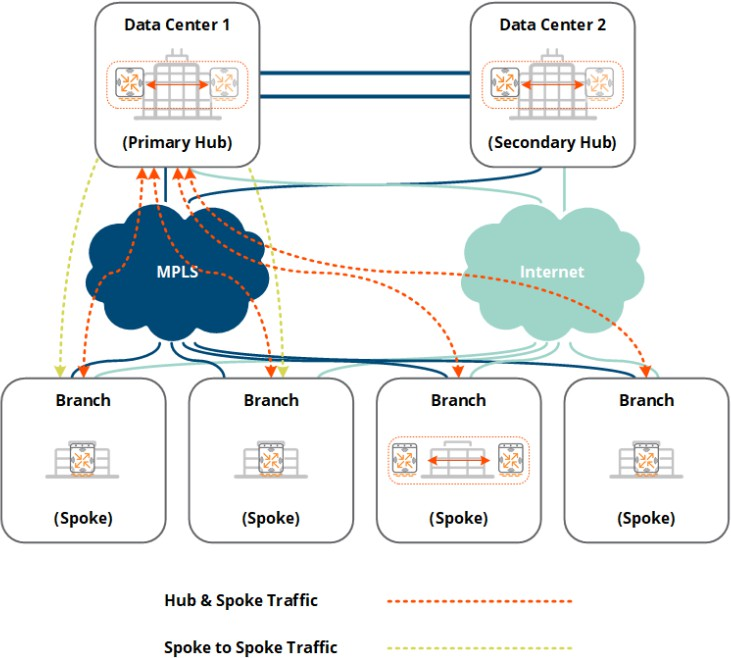 Data Center 1
Data Center 2
(Primary Hub)
(Secondary Hub)
MPLS
Internet
Branch
Branch
Branch
Branch
(Spoke)
(Spoke)
(Spoke)
(Spoke)
Hub & Spoke Traffic
Spoke to Spoke Traffic